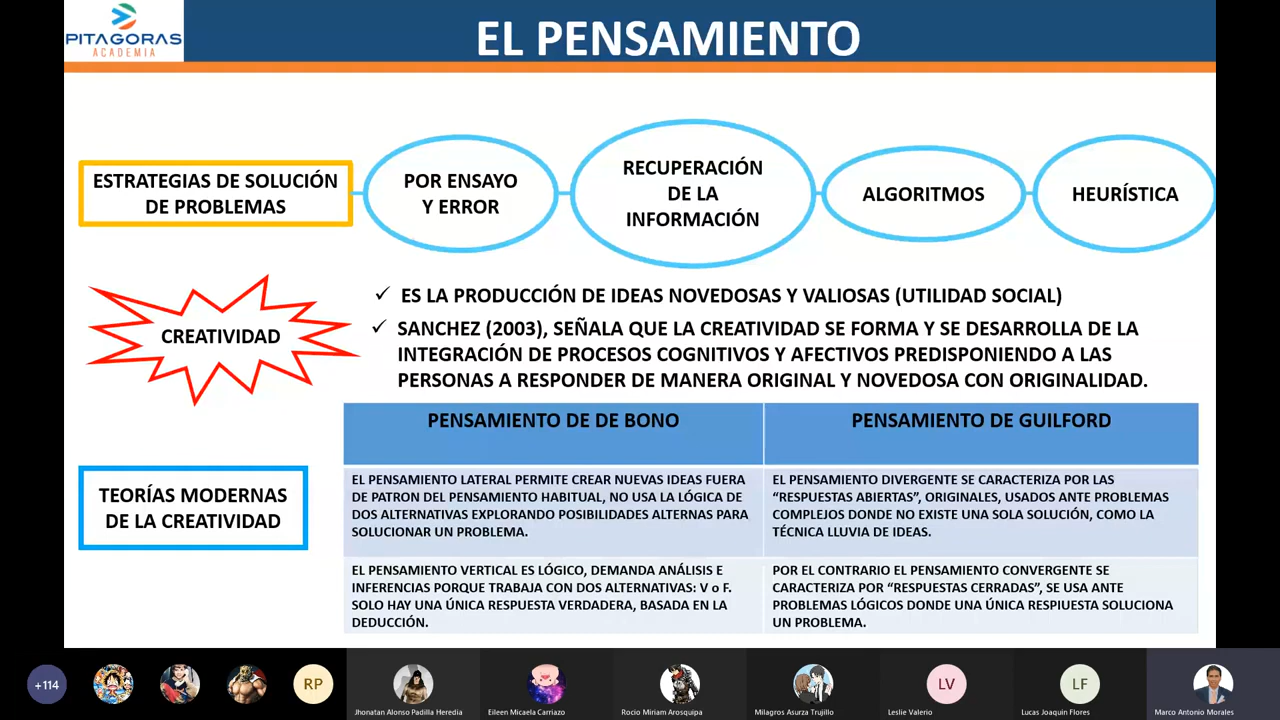 PITAGORAS
ACADEMIA
EL PENSAMIENTO
ESTRATEGIAS DE SOLUCIÓN
DE PROBLEMAS
POR ENSAYO
Y ERROR
RECUPERACIÓN
DE LA
INFORMACIÓN
ALGORITMOS
HEURÍSTICA
CREATIVIDAD
✓ ES LA PRODUCCIÓN DE IDEAS NOVEDOSAS Y VALIOSAS (UTILIDAD SOCIAL)
✓ SANCHEZ (2003), SEÑALA QUE LA CREATIVIDAD SE FORMA Y SE DESARROLLA DE LA
INTEGRACIÓN DE PROCESOS COGNITIVOS Y AFECTIVOS PREDISPONIENDO A LAS
PERSONAS A RESPONDER DE MANERA ORIGINAL Y NOVEDOSA CON ORIGINALIDAD.
TEORÍAS MODERNAS
DE LA CREATIVIDAD
PENSAMIENTO DE DE BONO
PENSAMIENTO DE GUILFORD
EL PENSAMIENTO LATERAL PERMITE CREAR NUEVAS IDEAS FUERA
DE PATRON DEL PENSAMIENTO HABITUAL, NO USA LA LÓGICA DE
DOS ALTERNATIVAS EXPLORANDO POSIBILIDADES ALTERNAS PARA
SOLUCIONAR UN PROBLEMA.
EL PENSAMIENTO DIVERGENTE SE CARACTERIZA POR LAS
“RESPUESTAS ABIERTAS”, ORIGINALES, USADOS ANTE PROBLEMAS
COMPLEJOS DONDE NO EXISTE UNA SOLA SOLUCIÓN, COMO LA
TÉCNICA LLUVIA DE IDEAS.
EL PENSAMIENTO VERTICAL ES LÓGICO, DEMANDA ANÁLISIS E
INFERENCIAS PORQUE TRABAJA CON DOS ALTERNATIVAS: V o F.
SOLO HAY UNA ÚNICA RESPUESTA VERDADERA, BASADA EN LA
DEDUCCIÓN.
POR EL CONTRARIO EL PENSAMIENTO CONVERGENTE SE
CARACTERIZA POR “RESPUESTAS CERRADAS”, SE USA ANTE
PROBLEMAS LÓGICOS DONDE UNA ÚNICA RESPIUESTA SOLUCIONA
UN PROBLEMA.
+114
RP
LV
LF
Jhonatan Alonso Padilla Heredia
Eileen Micaela Carriazo
Rocio Miriam Arosquipa
Milagros Asurza Trujillo
Leslie Valerio
Lucas Joaquin Flores
Marco Antonio Morales